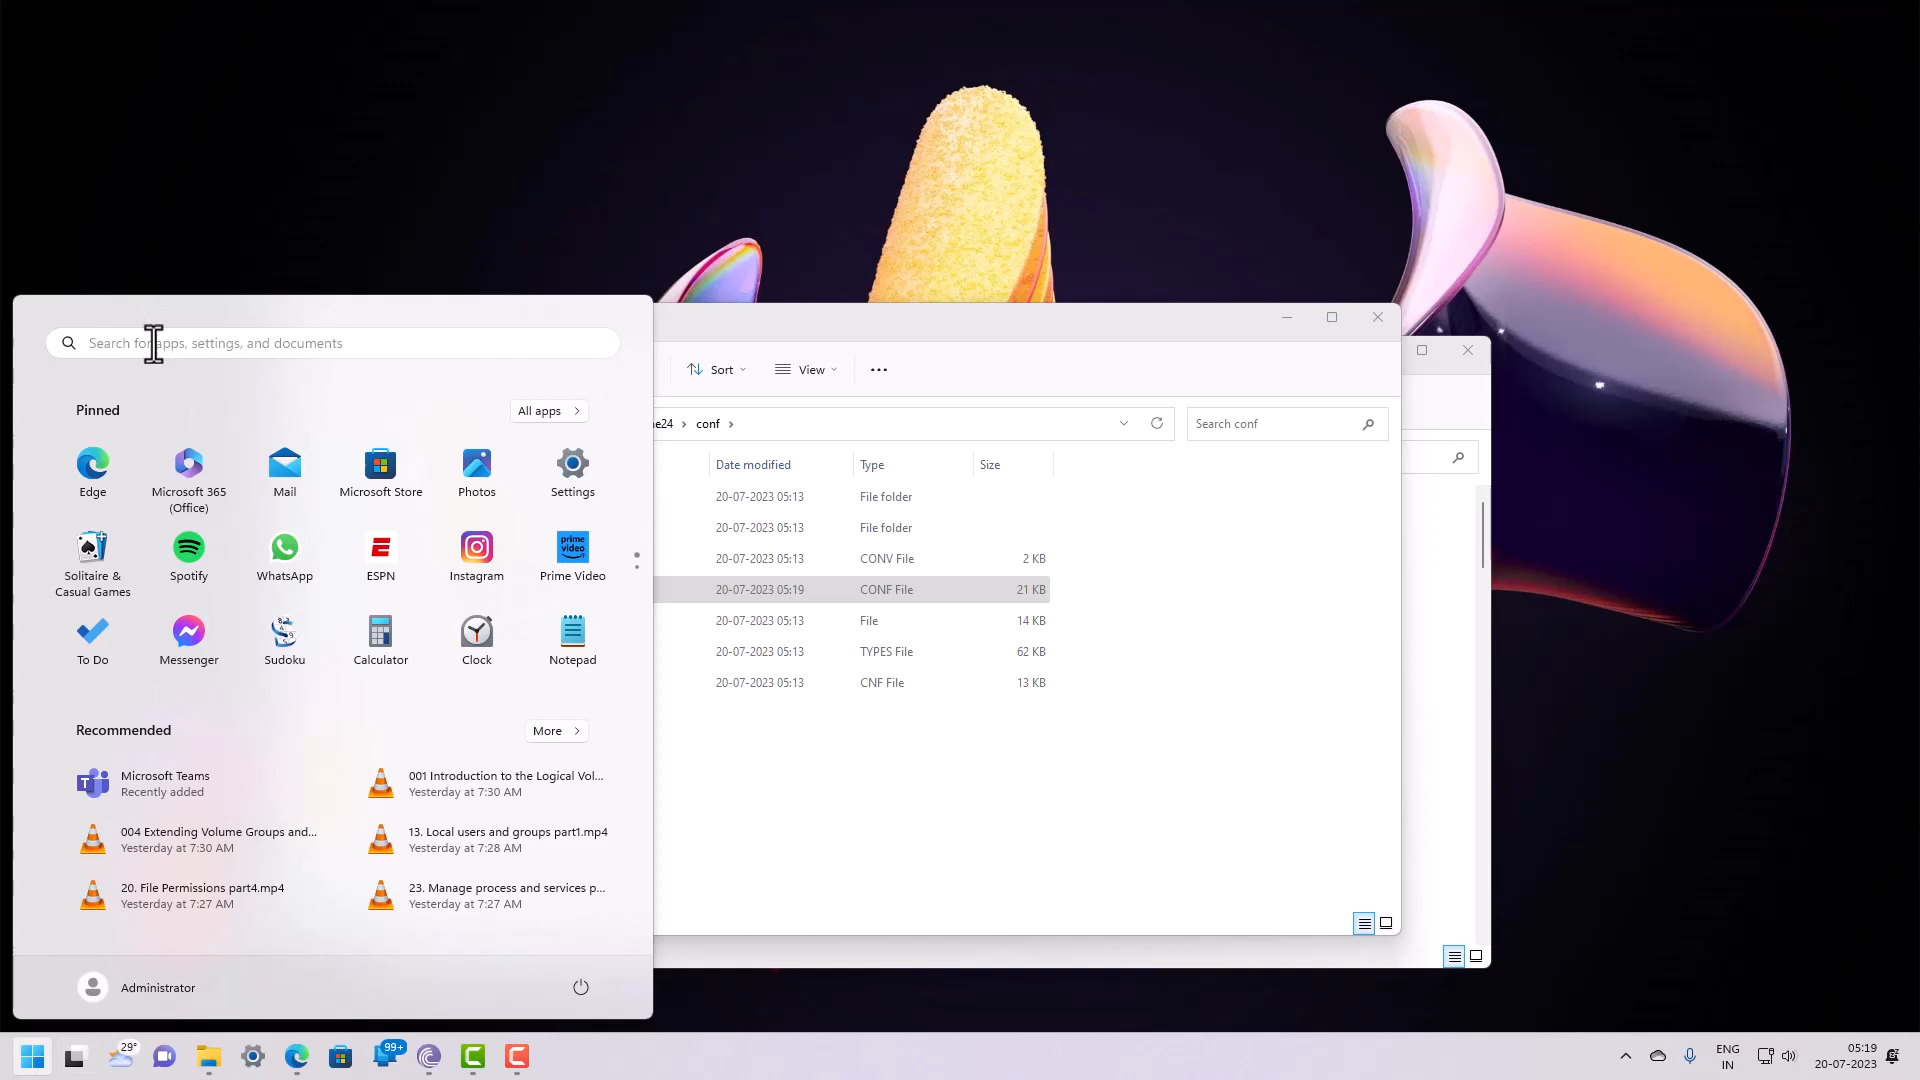 Search for apps, settings, and documents
Pinned
All apps
Edge
Microsoft 365
(Office)
Mail
Microsoft Store
Photos
Settings
Solitaire &
Casual Games
Spotify
WhatsApp
ESPN
Instagram
prime
video
Prime Video
To Do
Messenger
Sudoku
Calculator
Clock
Notepad
Recommended
More
Microsoft Teams
Recently added
001 Introduction to the Logical Vol...
Yesterday at 7:30 AM
004 Extending Volume Groups and...
Yesterday at 7:30 AM
13. Local users and groups part1.mp4
Yesterday at 7:28 AM
20. File Permissions part4.mp4
Yesterday at 7:27 AM
23. Manage process and services p...
Yesterday at 7:27 AM
Administrator
Sort
View
e24 > conf >
Search conf
Date modified Type Size
20-07-2023 05:13 File folder
20-07-2023 05:13 File folder
20-07-2023 05:13 CONV File 2 KB
20-07-2023 05:19 CONF File 21 KB
20-07-2023 05:13 File 14 KB
20-07-2023 05:13 TYPES File 62 KB
20-07-2023 05:13 CNF File 13 KB
29°
99+
ENG
IN
05:19
20-07-2023